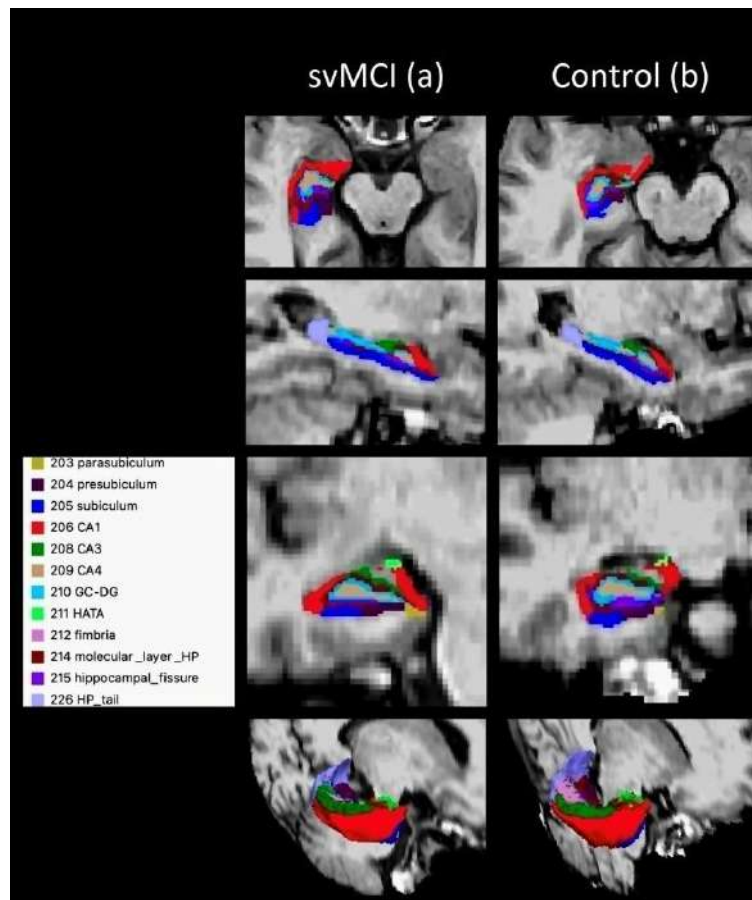 svMCI (a) Control (b)
203 parasubiculum
204 presubiculum
205 subiculum
206 CA1
208 CA3
209 CA4
210 GC-DG
211 HATA
212 fimbria
214 molecular_layer_HP
215 hippocampal_fissure
226 HP_tail